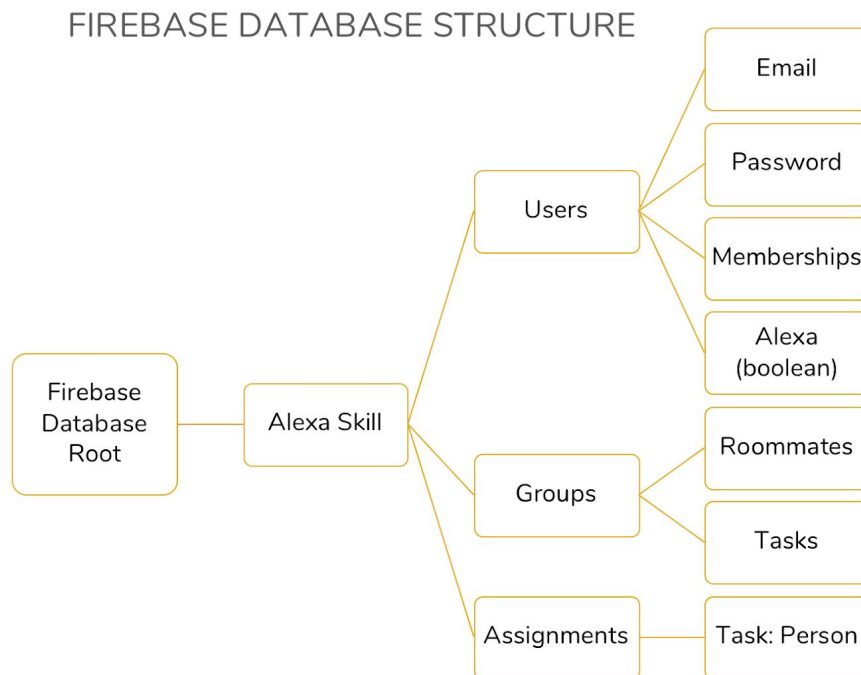 FIREBASE DATABASE STRUCTURE
Email
Password
Users
Memberships
Alexa
(boolean)
Firebase
Database
Root
Alexa Skill
Roommates
Groups
Tasks
Assignments
Task: Person